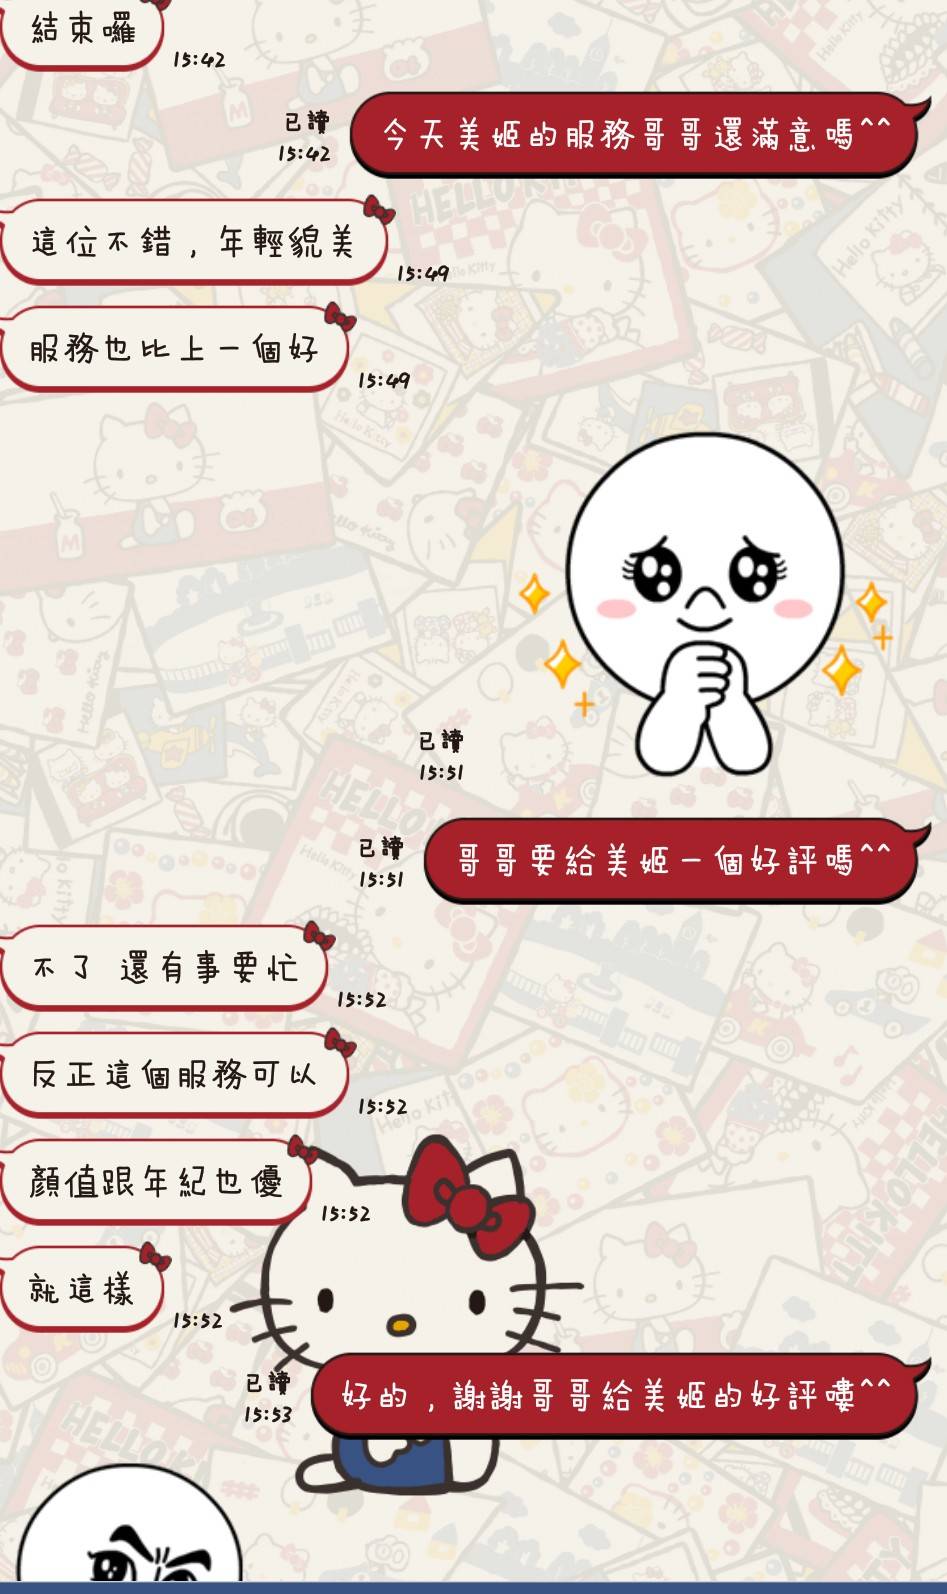 結束囉
15:42
已讀
15:42
今天美姬的服務哥哥還滿意嗎^^
這位不錯，年輕貌美
15:49
服務也比上一個好
15:49
已讀
15:51
已讀
15:51
哥哥要給美姬一個好評嗎^^
不了 還有事要忙
15:52
反正這個服務可以
15:52
顏值跟年紀也優
15:52
就這樣
15:52
已讀
15:53
好的，謝謝哥哥給美姬的好評嘍^^
HELLO KITTY
Hello Kitty